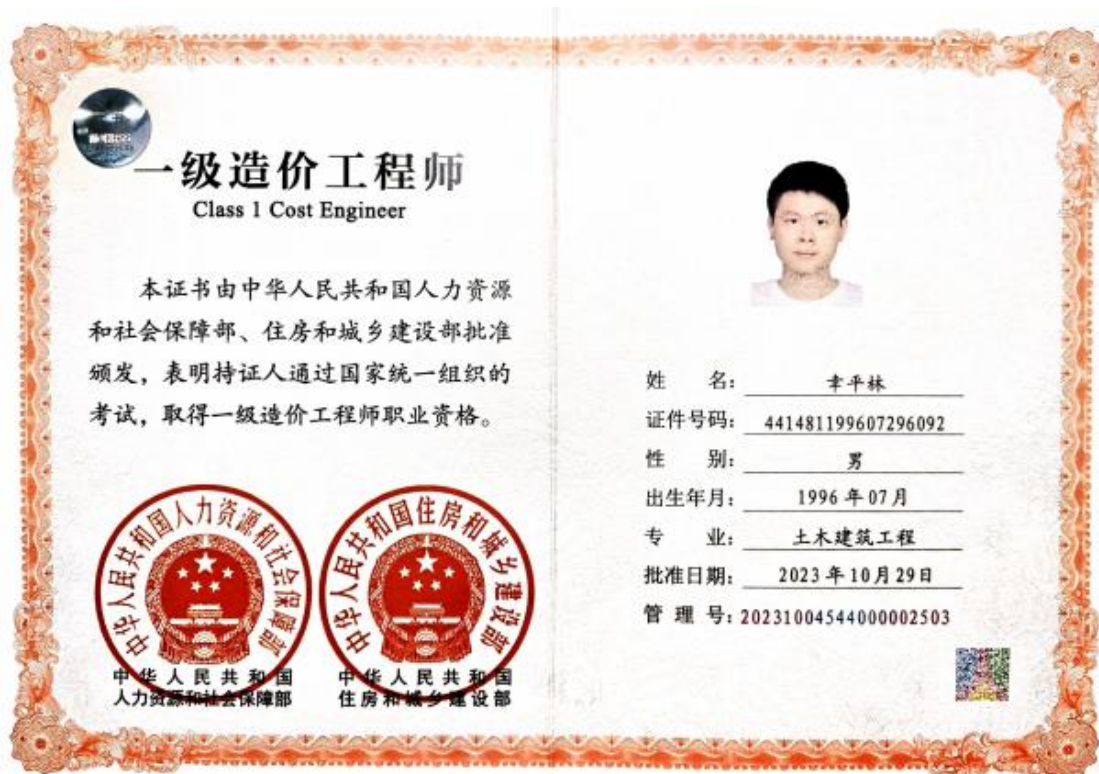 一级造价工程师
Class 1 Cost Engineer
本证书由中华人民共和国人力资源
和社会保障部、住房和城乡建设部批准
颁发，表明持证人通过国家统一组织的
考试，取得一级造价工程师职业资格。
中华人民共和国人力资源和社会保障部
中华人民共和国住房和城乡建设部
中华人民共和国
人力资源和社会保障部
中华人民共和国
住房和城乡建设部
姓 名： 幸平林
证件号码： 441481199607296092
性 别： 男
出生年月： 1996年07月
专 业： 土木建筑工程
批准日期： 2023年10月29日
管 理 号： 20231004544000002503